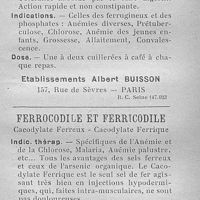 Action rapide et non constipante.
Indications. — Celles des ferrugineux et des
phosphates : Anémies diverses, Prétuber-
culose, Chlorose, Anémie des jeunes en-
fants, Grossesse, Allaitement, Convales-
cence.
Dose. — Une à deux cuillerées à café à cha-
que repas.
Etablissements Albert BUISSON
157, Rue de Sèvres — PARIS
R. C. Seine 147.023
FERROCODILE ET FERRICODILE
Cacodylate Ferreux - Cacodylate Ferrique
Indic. thérap. — Spécifiques de l'Anémie et
de la Chlorose, Malaria, Anémie palustre,
etc... Tous les avantages des sels ferreux
et ceux de l'arsenic organique. Le Caco-
dylate Ferrique est le seul sel de fer agis-
sant très bien en injections hypodermi-
ques, qui, faites intra-musculaires, ne sont
pas douloureuses.